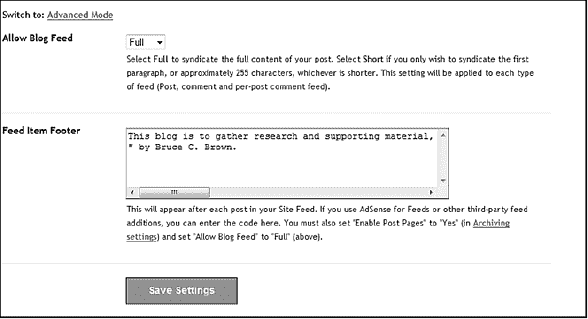 Switch to: Advanced Mode
Allow Blog Feed
Full
Select Full to syndicate the full content of your post. Select Short if you only wish to syndicate the first
paragraph, or approximately 255 characters, whichever is shorter. This setting will be applied to each type
of feed (Post, comment and per-post comment feed).
Feed Item Footer
This blog is to gather research and supporting material,
" by Bruce C. Brown.
This will appear after each post in your Site Feed. If you use AdSense for Feeds or other third-party feed
additions, you can enter the code here. You must also set "Enable Post Pages" to "Yes" (in Archiving
settings) and set "Allow Blog Feed" to "Full" (above).
Save Settings